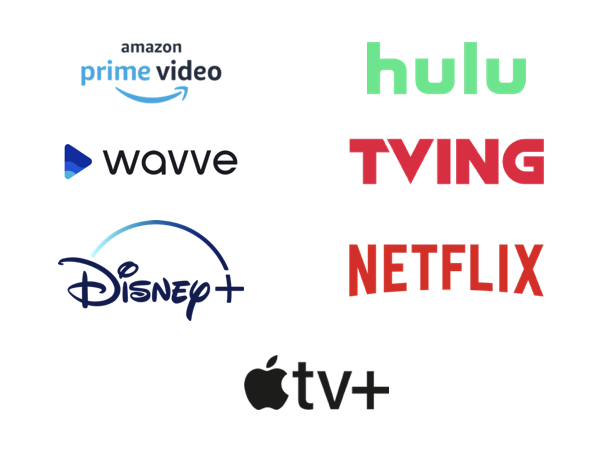 amazon
prime video
hulu
wavve
TVING
Disney+
NETFLIX
tv+